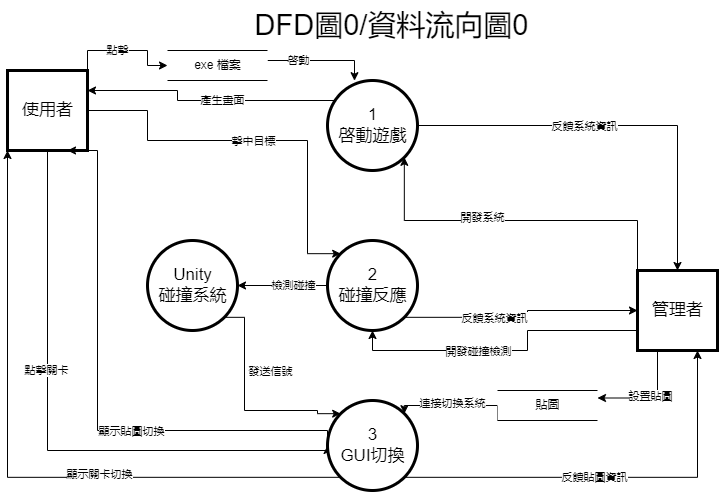 DFD圖0/資料流向圖0
點擊
exe 檔案
啓動
使用者
產生畫面
1
啓動遊戲
反饋系統資訊
擊中目標
開發系統
Unity
碰撞系統
檢測碰撞
2
碰撞反應
反饋系統資訊
管理者
開發碰撞檢測
點擊關卡
發送信號
設置貼圖
連接切換系統
貼圖
顯示貼圖切換
3
GUI切換
顯示關卡切換
反饋貼圖資訊